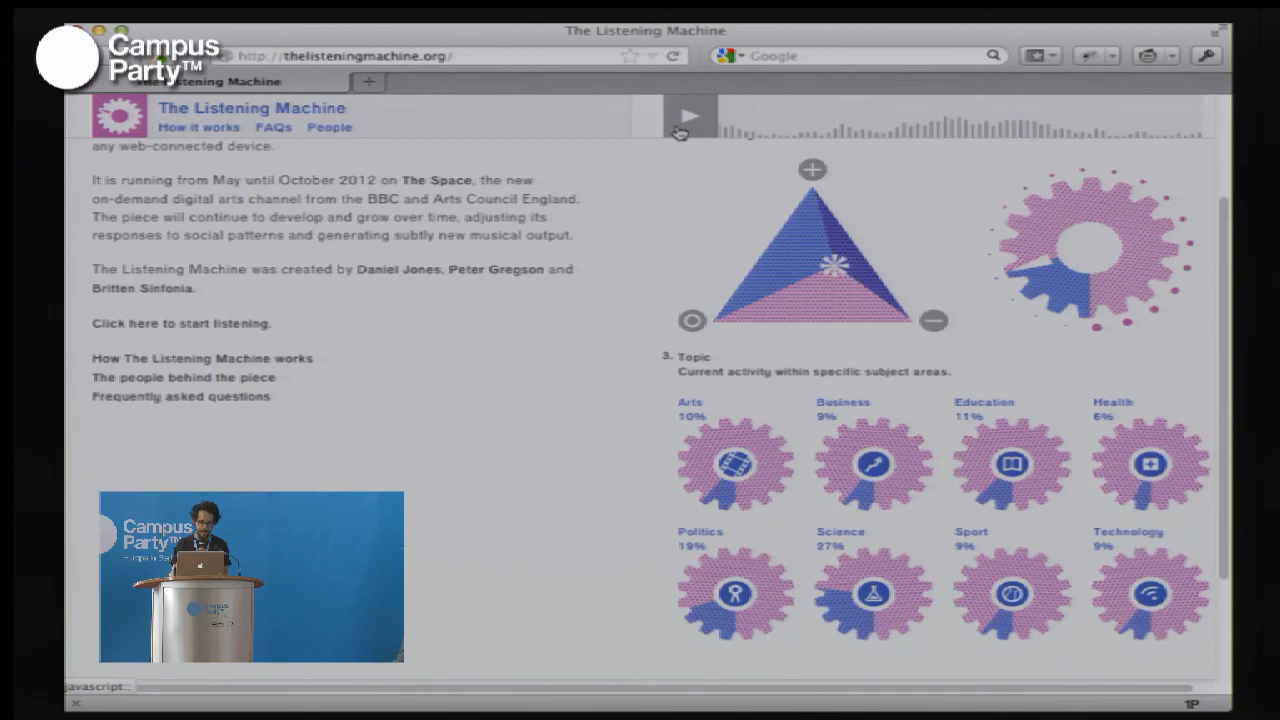 Campus
Party™
The Listening Machine
http://thelisteningmachine.org/
Google
The Listening Machine
The Listening Machine
How it works FAQs People
any web-connected device.
It is running from May until October 2012 on The Space, the new
on-demand digital arts channel from the BBC and Arts Council England.
The piece will continue to develop and grow over time, adjusting its
responses to social patterns and generating subtly new musical output.
The Listening Machine was created by Daniel Jones, Peter Gregson and
Britten Sinfonia.
Click here to start listening.
How The Listening Machine works
The people behind the piece
Frequently asked questions
3. Topic
Current activity within specific subject areas.
Arts Business Education Health
10% 9% 11% 6%
Politics Science Sport Technology
19% 27% 9% 9%
Campus
Party™
javascript:
1P